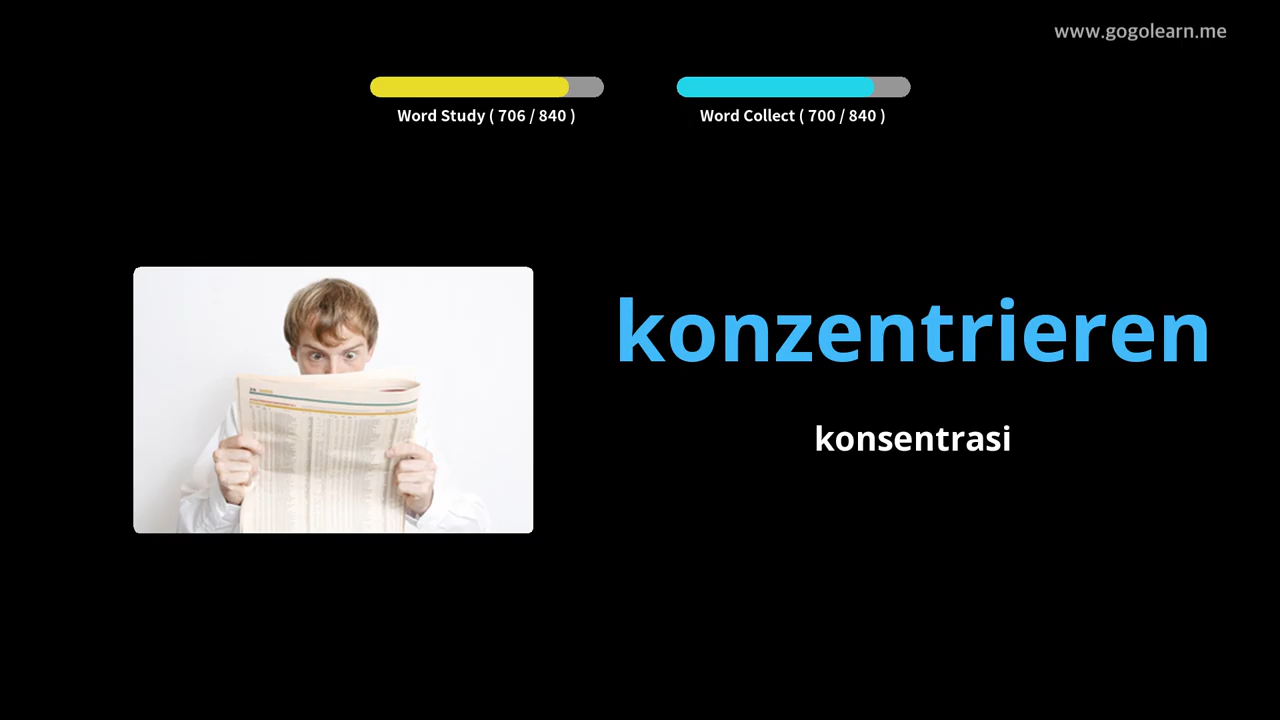 www.gogolearn.me
Word Study ( 706 / 840 )
Word Collect ( 700 / 840 )
konzentrieren
konsentrasi